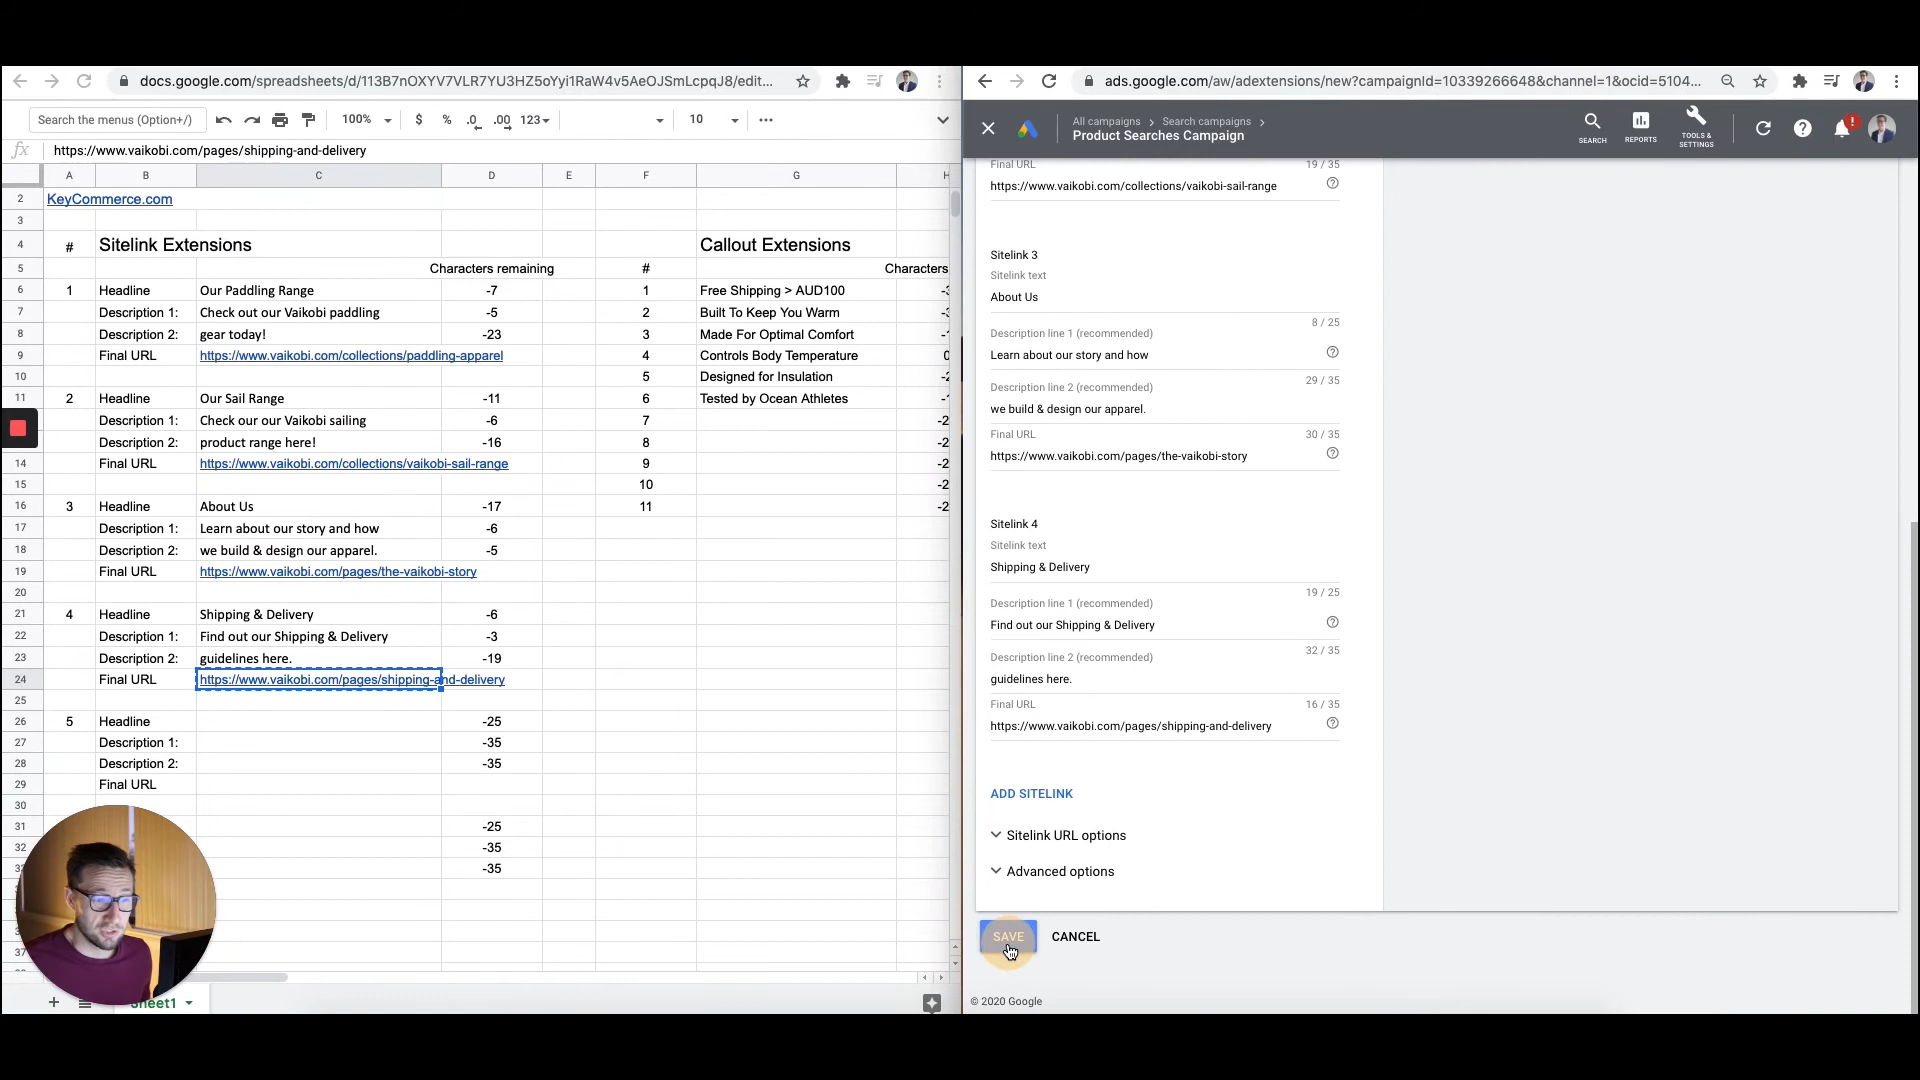 docs.google.com/spreadsheets/d/113B7nOXYV7VLR7YU3HZ5oYyi1RaW4v5AeOJSmLcpqJ8/edit...
Search the menus (Option+/)
100%
$ % .0 .00 123
10
fx https://www.vaikobi.com/pages/shipping-and-delivery
A B C D E F G H
2 KeyCommerce.com
3
4 # Sitelink Extensions Callout Extensions
5 Characters remaining # Characters
6 1 Headline Our Paddling Range -7 1 Free Shipping > AUD100
7 Description 1: Check out our Vaikobi paddling -5 2 Built To Keep You Warm
8 Description 2: gear today! -23 3 Made For Optimal Comfort
9 Final URL https://www.vaikobi.com/collections/paddling-apparel 4 Controls Body Temperature
10 5 Designed for Insulation
11 2 Headline Our Sail Range -11 6 Tested by Ocean Athletes
Description 1: Check our our Vaikobi sailing -6 7 -2
Description 2: product range here! -16 8 -2
14 Final URL https://www.vaikobi.com/collections/vaikobi-sail-range 9 -2
15 10 -2
16 3 Headline About Us -17 11 -2
17 Description 1: Learn about our story and how -6
18 Description 2: we build & design our apparel. -5
19 Final URL https://www.vaikobi.com/pages/the-vaikobi-story
20
21 4 Headline Shipping & Delivery -6
22 Description 1: Find out our Shipping & Delivery -3
23 Description 2: guidelines here. -19
24 Final URL https://www.vaikobi.com/pages/shipping-and-delivery
25
26 5 Headline -25
27 Description 1: -35
28 Description 2: -35
29 Final URL
30
31 -25
32 -35
-35
37
Sheet1
ads.google.com/aw/adextensions/new?campaignId=10339266648&channel=1&ocid=5104...
All campaigns > Search campaigns >
Product Searches Campaign
SEARCH
REPORTS
TOOLS & SETTINGS
!
Final URL 19 / 35
https://www.vaikobi.com/collections/vaikobi-sail-range
Sitelink 3
Sitelink text
About Us
8 / 25
Description line 1 (recommended)
Learn about our story and how
29 / 35
Description line 2 (recommended)
we build & design our apparel.
Final URL 30 / 35
https://www.vaikobi.com/pages/the-vaikobi-story
Sitelink 4
Sitelink text
Shipping & Delivery
19 / 25
Description line 1 (recommended)
Find out our Shipping & Delivery
32 / 35
Description line 2 (recommended)
guidelines here.
Final URL 16 / 35
https://www.vaikobi.com/pages/shipping-and-delivery
ADD SITELINK
Sitelink URL options
Advanced options
SAVE CANCEL
© 2020 Google